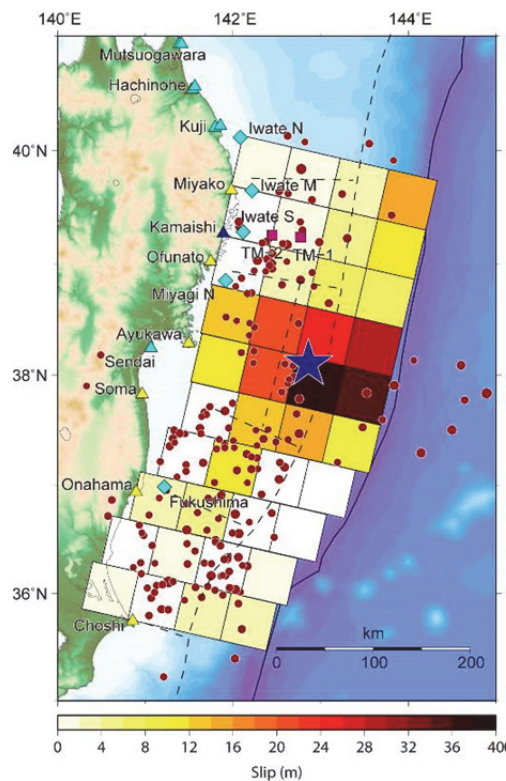 140˚E 142˚E 144˚E
Mutsuogawara
Hachinohe
Kuji
Iwate N
40˚N
Miyako
Iwate M
Kamaishi
Iwate S
TM-2 TM-1
Ofunato
Miyagi N
Ayukawa
Sendai
38˚N
Soma
Onahama
Fukushima
36˚N
Choshi
km
0 100 200
0 4 8 12 16 20 24 28 32 36 40
Slip (m)